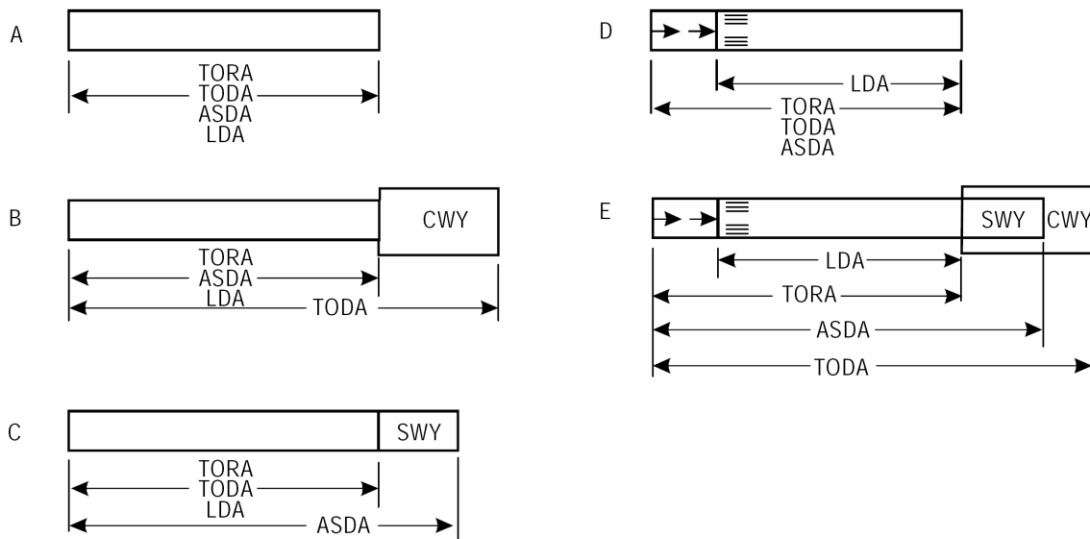 A
TORA
TODA
ASDA
LDA
B
CWY
TORA
ASDA
LDA
TODA
C
SWY
TORA
TODA
LDA
ASDA
D
LDA
TORA
TODA
ASDA
E
SWY CWY
LDA
TORA
ASDA
TODA